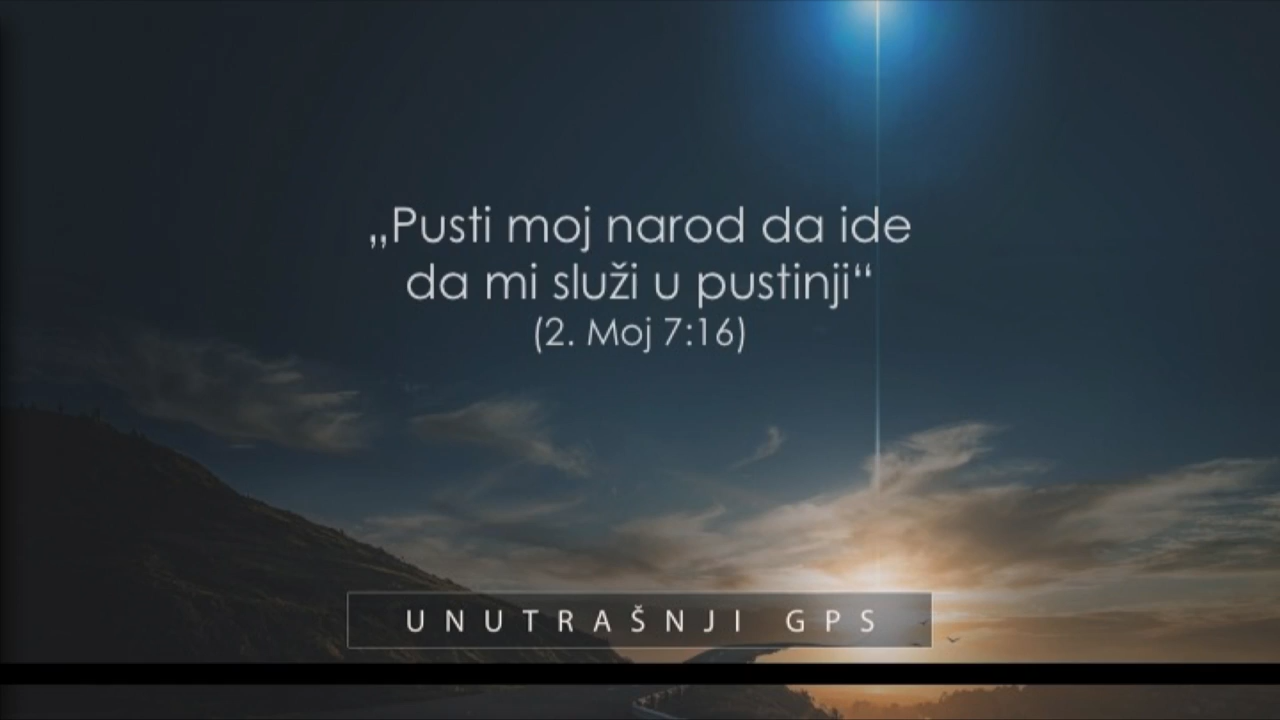 „Pusti moj narod da ide
da mi služi u pustinji“
(2. Moj 7:16)
UNUTRAŠNJI GPS